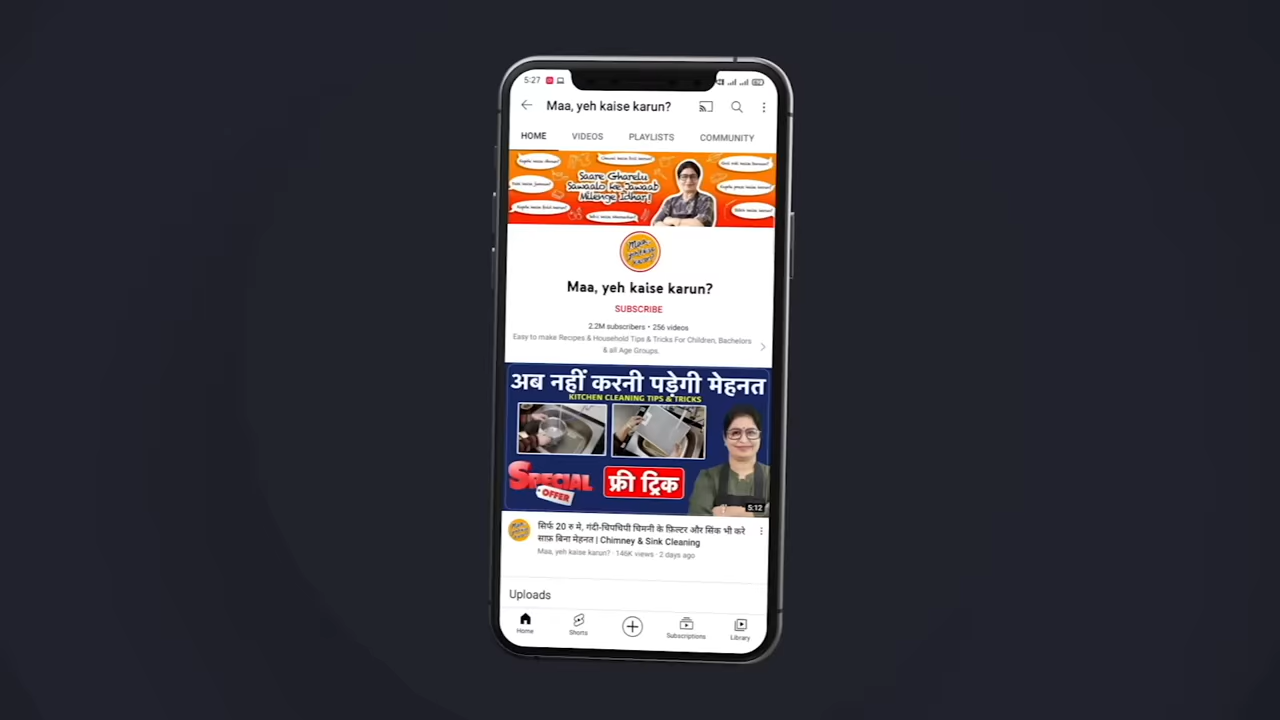 5:27
Maa, yeh kaise karun?
HOME VIDEOS PLAYLISTS COMMUNITY
Saare Gharelu
Sawaalo Ke Jawaab
Milenge Idhar!
Maa, yeh kaise karun?
SUBSCRIBE
2.2M subscribers • 256 videos
Easy to make Recipes & Household Tips & Tricks For Children, Bachelors
& all Age Groups.
अब नहीं करनी पड़ेगी मेहनत
KITCHEN CLEANING TIPS & TRICKS
SPECIAL
OFFER
फ्री ट्रिक
5:12
सिर्फ 20 रु मे, गंदी-चिपचिपी चिमनी के फ़िल्टर और सिंक भी करे
साफ़ बिना मेहनत | Chimney & Sink Cleaning
Maa, yeh kaise karun? · 146K views · 2 days ago
Uploads
Home Shorts Subscriptions Library